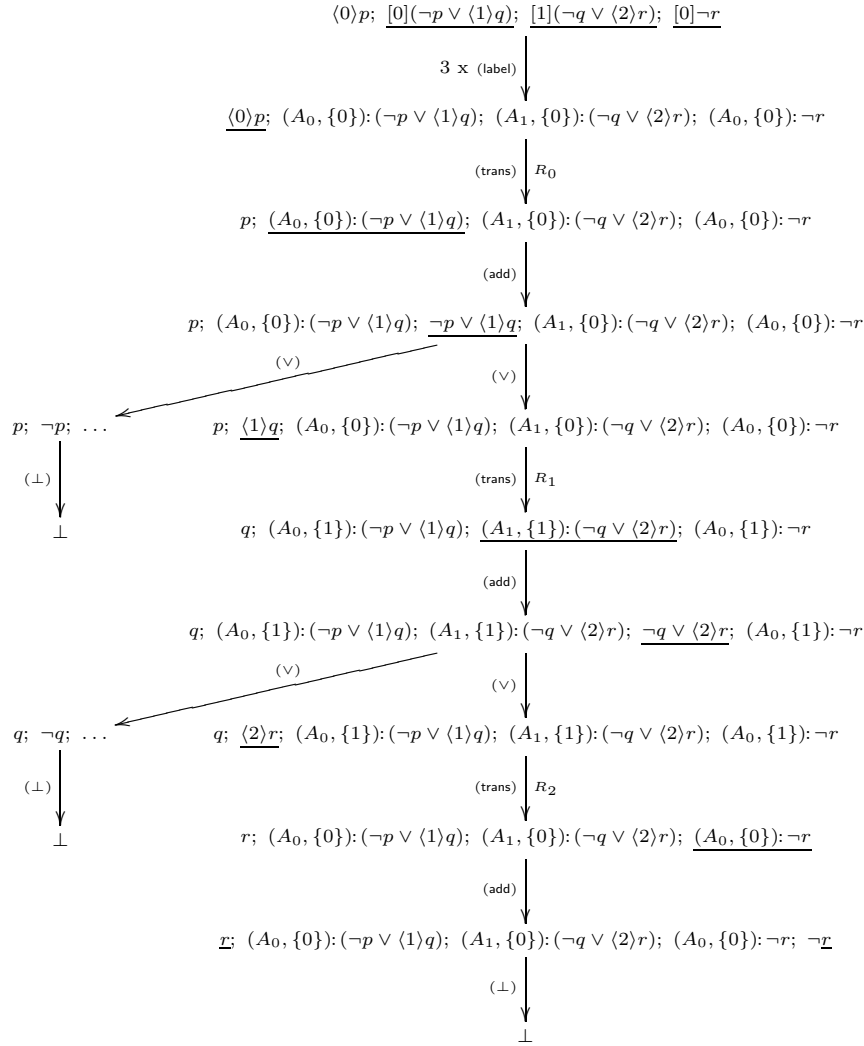 ⟨0⟩p; [0](¬p ∨ ⟨1⟩q); [1](¬q ∨ ⟨2⟩r); [0]¬r
3 x (label)
⟨0⟩p; (A₀, {0}): (¬p ∨ ⟨1⟩q); (A₁, {0}): (¬q ∨ ⟨2⟩r); (A₀, {0}): ¬r
(trans) R₀
p; (A₀, {0}): (¬p ∨ ⟨1⟩q); (A₁, {0}): (¬q ∨ ⟨2⟩r); (A₀, {0}): ¬r
(add)
p; (A₀, {0}): (¬p ∨ ⟨1⟩q); ¬p ∨ ⟨1⟩q; (A₁, {0}): (¬q ∨ ⟨2⟩r); (A₀, {0}): ¬r
(∨) (∨)
p; ¬p; … p; ⟨1⟩q; (A₀, {0}): (¬p ∨ ⟨1⟩q); (A₁, {0}): (¬q ∨ ⟨2⟩r); (A₀, {0}): ¬r
(⊥) (trans) R₁
⊥ q; (A₀, {1}): (¬p ∨ ⟨1⟩q); (A₁, {1}): (¬q ∨ ⟨2⟩r); (A₀, {1}): ¬r
(add)
q; (A₀, {1}): (¬p ∨ ⟨1⟩q); (A₁, {1}): (¬q ∨ ⟨2⟩r); ¬q ∨ ⟨2⟩r; (A₀, {1}): ¬r
(∨) (∨)
q; ¬q; … q; ⟨2⟩r; (A₀, {1}): (¬p ∨ ⟨1⟩q); (A₁, {1}): (¬q ∨ ⟨2⟩r); (A₀, {1}): ¬r
(⊥) (trans) R₂
⊥ r; (A₀, {0}): (¬p ∨ ⟨1⟩q); (A₁, {0}): (¬q ∨ ⟨2⟩r); (A₀, {0}): ¬r
(add)
r; (A₀, {0}): (¬p ∨ ⟨1⟩q); (A₁, {0}): (¬q ∨ ⟨2⟩r); (A₀, {0}): ¬r; ¬r
(⊥)
⊥